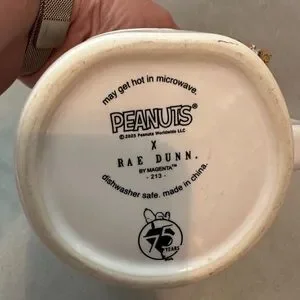 may get hot in microwave.
PEANUTS®
© 2025 Peanuts Worldwide LLC
X
RAE DUNN.
BY MAGENTA™
- 213 -
dishwasher safe. made in china.
75
YEARS